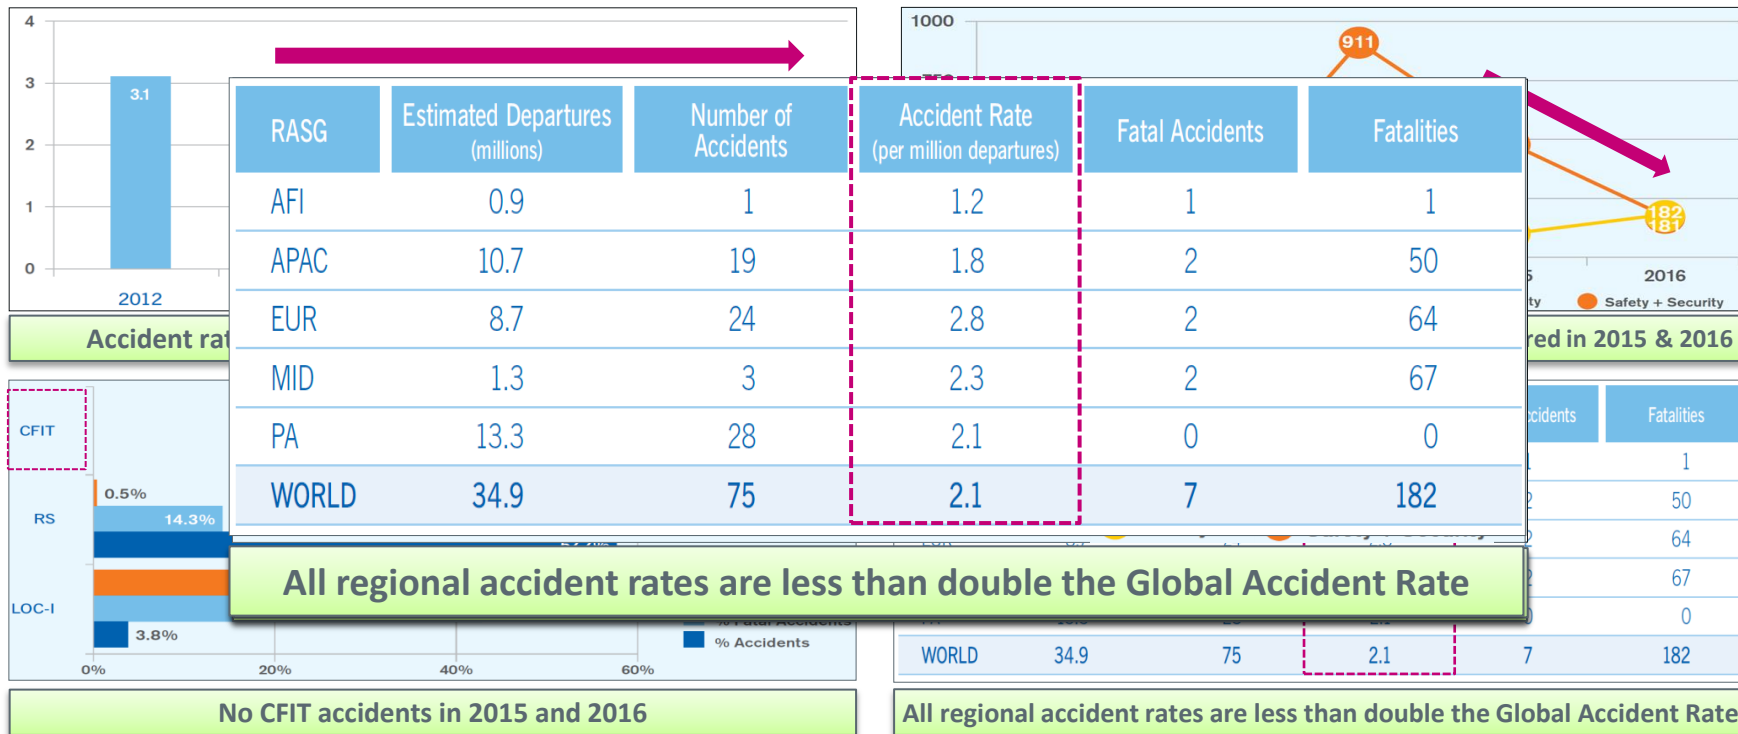 4
3
2
1
0
3.1
2012
1000
911
182
181
2016
Safety + Security
RASG Estimated Departures (millions) Number of Accidents Accident Rate (per million departures) Fatal Accidents Fatalities
AFI 0.9 1 1.2 1 1
APAC 10.7 19 1.8 2 50
EUR 8.7 24 2.8 2 64
MID 1.3 3 2.3 2 67
PA 13.3 28 2.1 0 0
WORLD 34.9 75 2.1 7 182
All regional accident rates are less than double the Global Accident Rate
Accident
in 2015 & 2016
CFIT
RS
LOC-I
0.5%
14.3%
3.8%
% Fatal Accidents
% Accidents
0% 20% 40% 60%
No CFIT accidents in 2015 and 2016
Fatalities
1
50
64
67
0
WORLD 34.9 75 2.1 7 182
All regional accident rates are less than double the Global Accident Rate